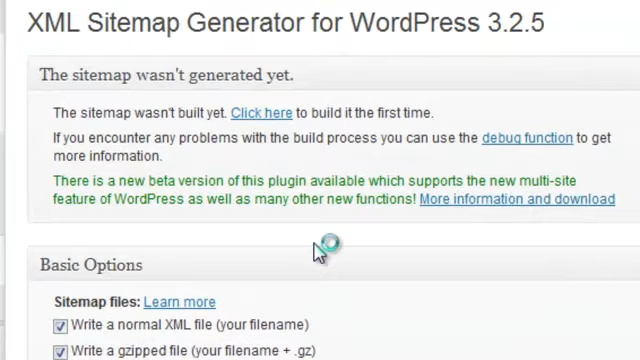 XML Sitemap Generator for WordPress 3.2.5
The sitemap wasn't generated yet.
The sitemap wasn't built yet. Click here to build it the first time.
If you encounter any problems with the build process you can use the debug function to get
more information.
There is a new beta version of this plugin available which supports the new multi-site
feature of WordPress as well as many other new functions! More information and download
Basic Options
Sitemap files: Learn more
Write a normal XML file (your filename)
Write a gzipped file (your filename + .gz)